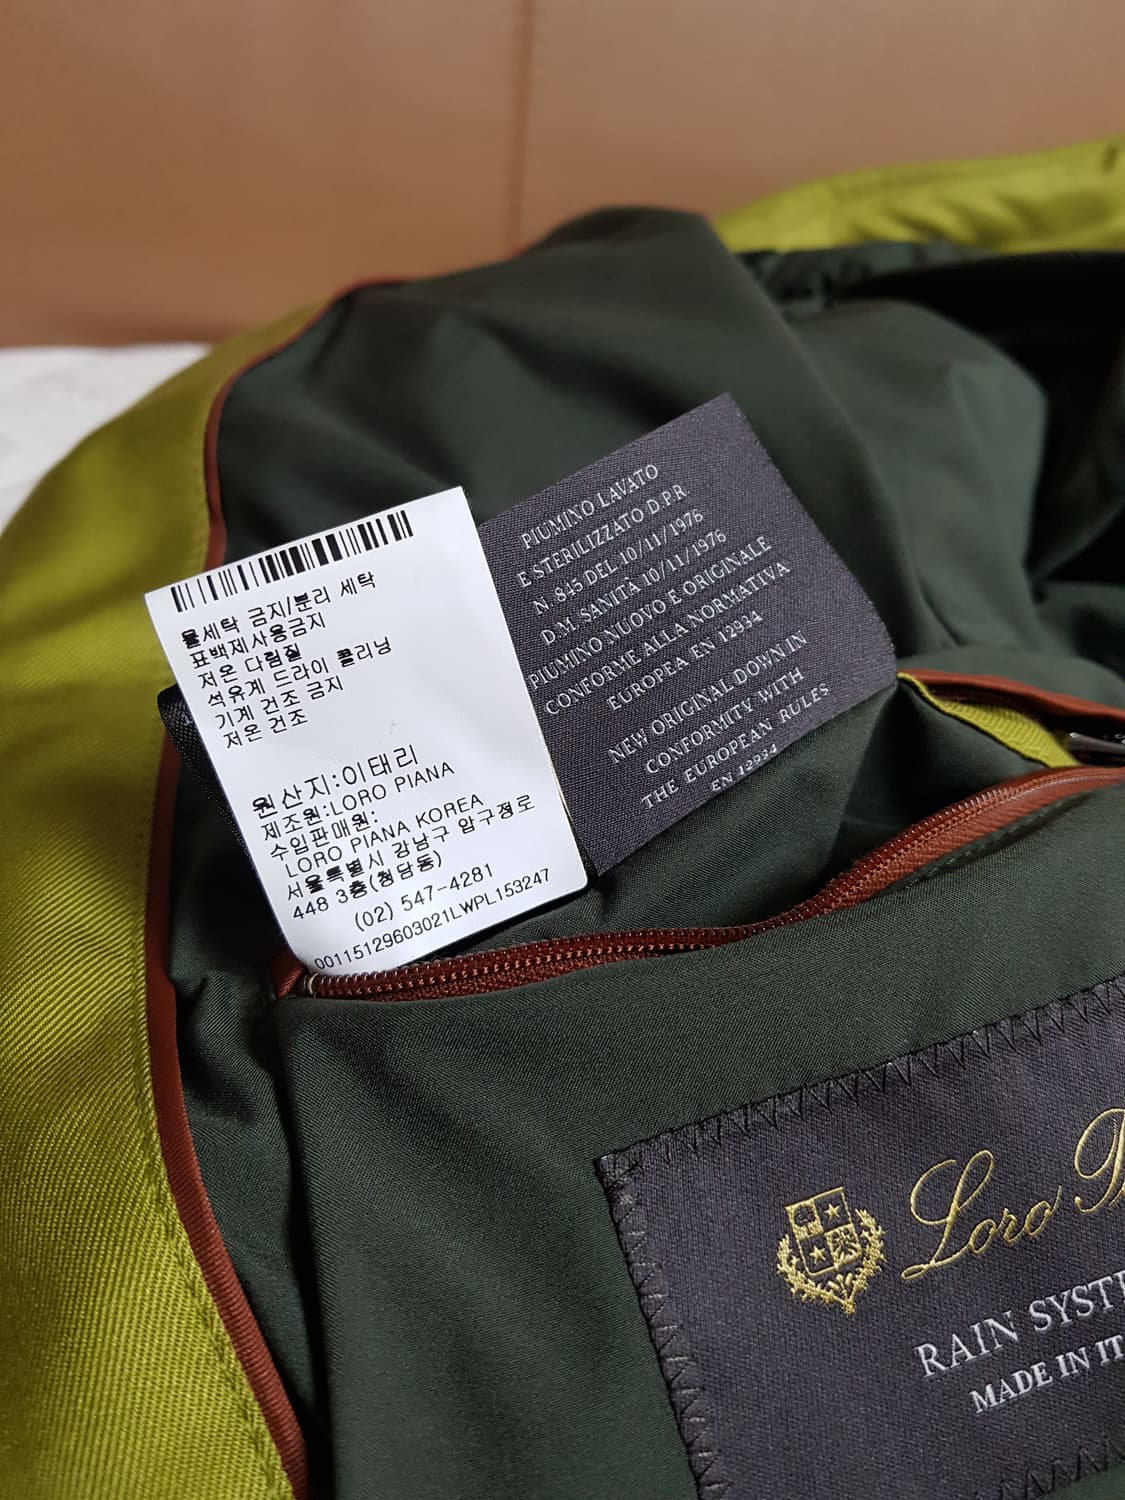 물세탁 금지/분리 세탁
표백제사용금지
저온 다림질
석유계 드라이 클리닝
기계 건조 금지
저온 건조
원산지:이태리
제조원:LORO PIANA
수입판매원:
LORO PIANA KOREA
서울특별시 강남구 압구정로
448 3층(청담동)
(02) 547-4281
00115129603021LWPL153247
PIUMINO LAVATO
E STERILIZZATO D.P.R
N. 845 DEL 10/11/1976
D.M. SANITÀ 10/11/1976
PIUMINO NUOVO E ORIGINALE
CONFORME ALLA NORMATIVA
EUROPEA EN 12934
NEW ORIGINAL DOWN IN
CONFORMITY WITH
THE EUROPEAN RULES
EN 12934
Loro
RAIN SYSTE
MADE IN IT